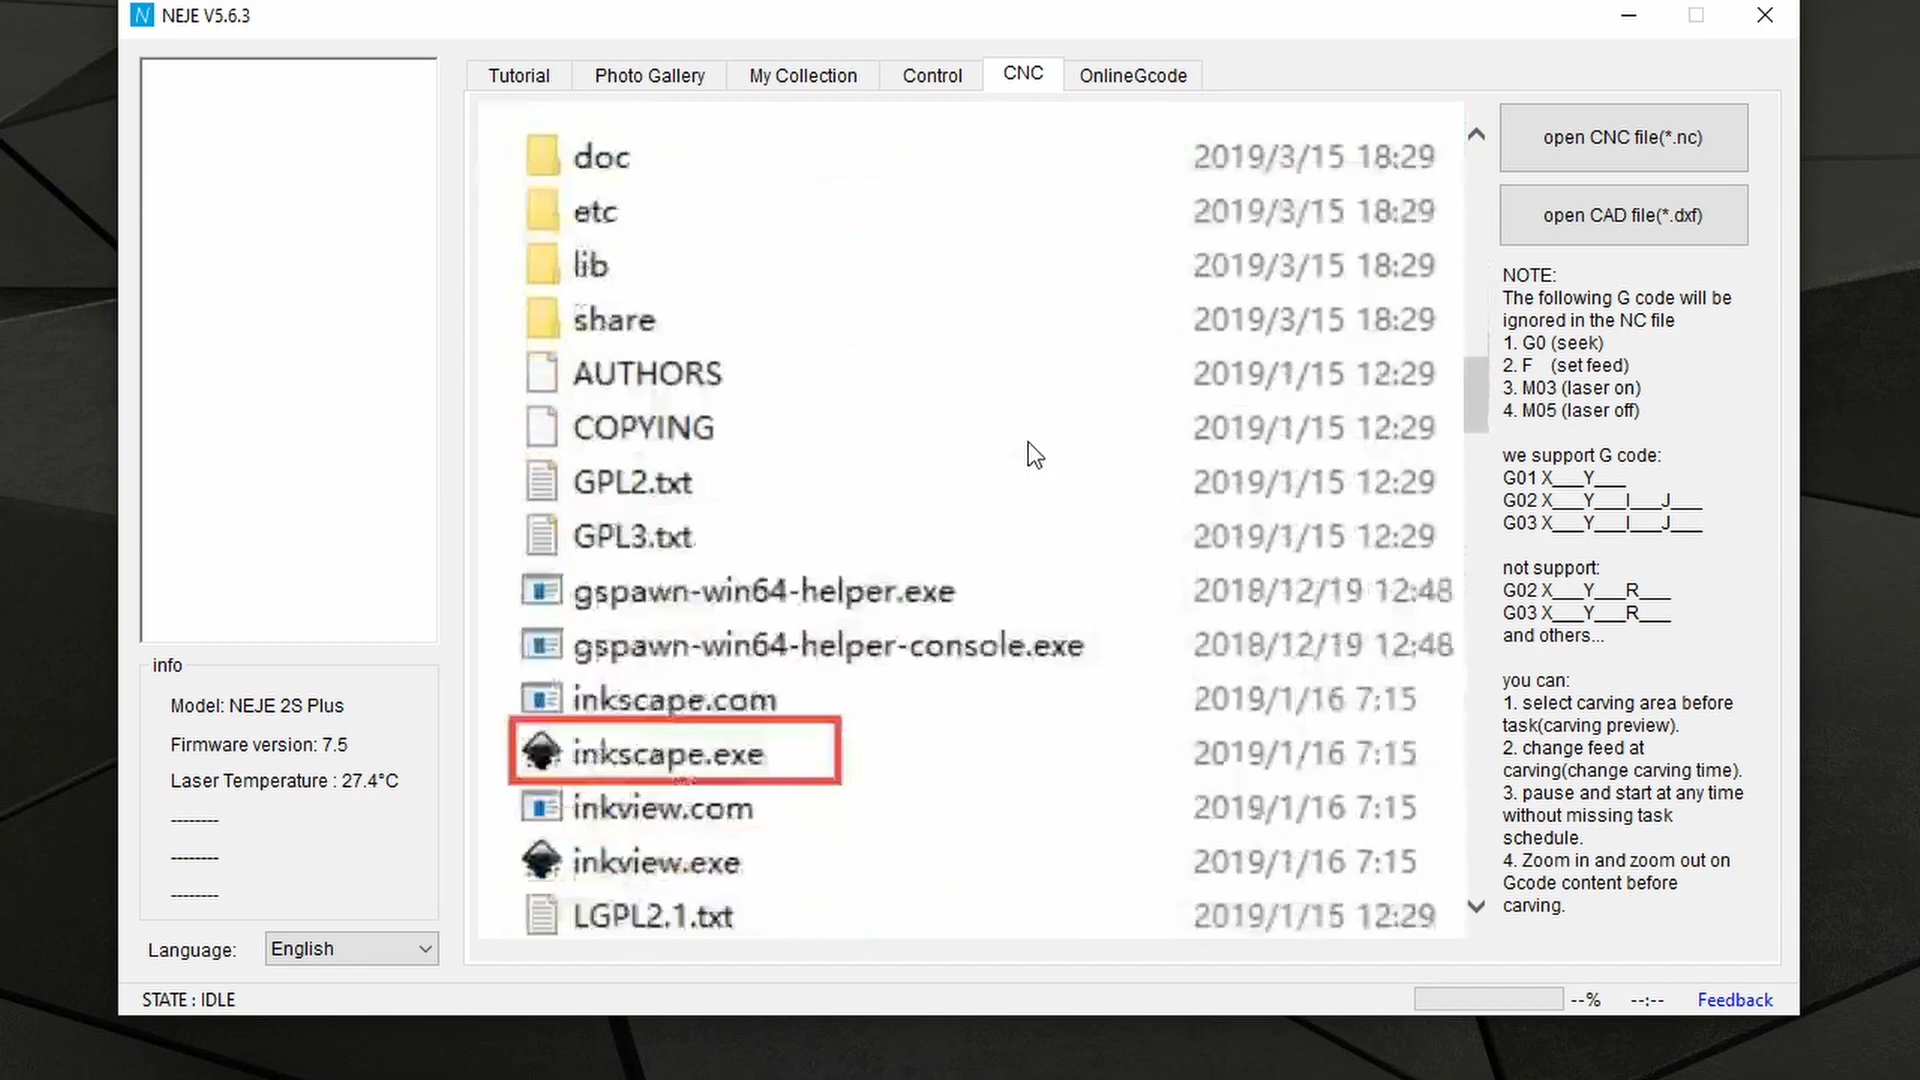 NEJE V5.6.3
Tutorial
Photo Gallery
My Collection
Control
CNC
OnlineGcode
doc 2019/3/15 18:29
etc 2019/3/15 18:29
lib 2019/3/15 18:29
share 2019/3/15 18:29
AUTHORS 2019/1/15 12:29
COPYING 2019/1/15 12:29
GPL2.txt 2019/1/15 12:29
GPL3.txt 2019/1/15 12:29
gspawn-win64-helper.exe 2018/12/19 12:48
gspawn-win64-helper-console.exe 2018/12/19 12:48
inkscape.com 2019/1/16 7:15
inkscape.exe 2019/1/16 7:15
inkview.com 2019/1/16 7:15
inkview.exe 2019/1/16 7:15
LGPL2.1.txt 2019/1/15 12:29
open CNC file(*.nc)
open CAD file(*.dxf)
NOTE:
The following G code will be
ignored in the NC file
1. G0 (seek)
2. F (set feed)
3. M03 (laser on)
4. M05 (laser off)
we support G code:
G01 X___Y___
G02 X___Y___I___J___
G03 X___Y___I___J___
not support:
G02 X___Y___R___
G03 X___Y___R___
and others...
you can:
1. select carving area before
task(carving preview).
2. change feed at
carving(change carving time).
3. pause and start at any time
without missing task
schedule.
4. Zoom in and zoom out on
Gcode content before
carving.
info
Model: NEJE 2S Plus
Firmware version: 7.5
Laser Temperature : 27.4°C
--------
--------
--------
Language: English
STATE : IDLE
--% --:-- Feedback